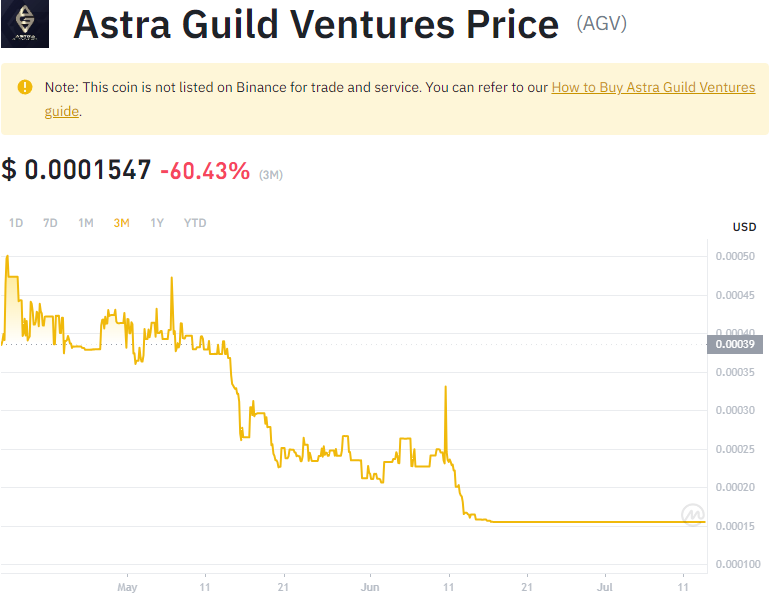 ASTRA
Astra Guild Ventures Price (AGV)
Note: This coin is not listed on Binance for trade and service. You can refer to our How to Buy Astra Guild Ventures
guide.
$ 0.0001547 -60.43% (3M)
1D 7D 1M 3M 1Y YTD
USD
0.00050
0.00045
0.00040
0.00039
0.00035
0.00030
0.00025
0.00020
0.00015
0.000100
May 11 21 Jun 11 21 Jul 11